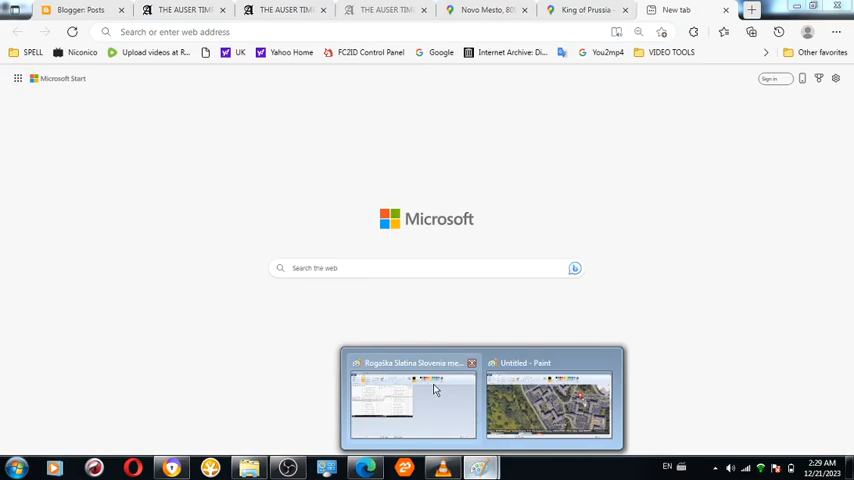 Blogger: Posts
THE AUSER TIM
THE AUSER TIM
THE AUSER TIM
Novo Mesto, 80
King of Prussia -
New tab
Search or enter web address
SPELL
Niconico
Upload videos at r...
UK
Yahoo Home
FC2ID Control Panel
Google
Internet Archive: Di...
You2mp4
VIDEO TOOLS
Other favorites
Microsoft Start
Sign in
Microsoft
Search the web
Rogaška Slatina Slovenia me...
Untitled - Paint
EN
2:29 AM
12/21/2023